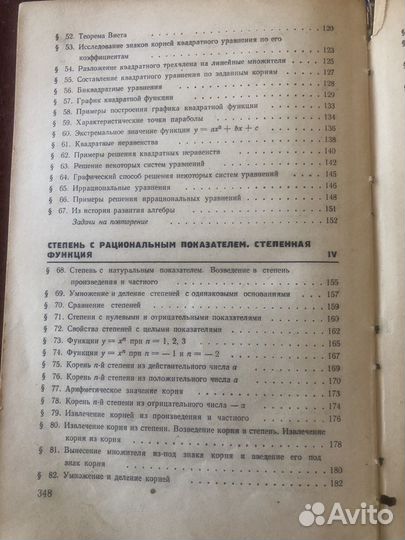 § 52. Теорема Виета . . . 120
§ 53. Исследование знаков корней квадратного уравнения по его
коэффициентам . . . 123
§ 54. Разложение квадратного трехчлена на линейные множители . . . 125
§ 55. Составление квадратного уравнения по заданным корням . . . 127
§ 56. Биквадратные уравнения . . . 128
§ 57. График квадратной функции . . . 129
§ 58. Примеры построения графика квадратной функции . . . 133
§ 59. Характеристические точки параболы . . . 134
§ 60. Экстремальное значение функции y = ax² + bx + c . . . 136
§ 61. Квадратные неравенства . . . 138
§ 62. Примеры решения квадратных неравенств . . . 140
§ 63. Решение некоторых систем уравнений . . . 142
§ 64. Графический способ решения некоторых систем уравнений . . . 145
§ 65. Иррациональные уравнения . . . 146
§ 66. Примеры решения иррациональных уравнений . . . 148
§ 67. Из истории развития алгебры . . . 151
Задачи на повторение . . . 152
СТЕПЕНЬ С РАЦИОНАЛЬНЫМ ПОКАЗАТЕЛЕМ. СТЕПЕННАЯ
ФУНКЦИЯ IV
§ 68. Степень с натуральным показателем. Возведение в степень
произведения и частного . . . 155
§ 69. Умножение и деление степеней с одинаковыми основаниями . . . 157
§ 70. Сравнение степеней . . . 159
§ 71. Степени с нулевыми и отрицательными показателями . . . 160
§ 72. Свойства степеней с целыми показателями . . . 162
§ 73. Функции y = xⁿ при n = 1, 2, 3 . . . 165
§ 74. Функции y = xⁿ при n = — 1 и n = — 2 . . . 167
§ 75. Корень n-й степени из действительного числа a . . . 169
§ 76. Корень n-й степени из положительного числа a . . . 170
§ 77. Арифметическое значение корня . . . 173
§ 78. Корень n-й степени из отрицательного числа — a . . . 174
§ 79. Извлечение корней из произведения и частного . . . 176
§ 80. Извлечение корня из степени. Возведение корня в степень. Извлечение
корня из корня . . . 178
§ 81. Вынесение множителя из-под знака корня и введение его под
знак корня . . . 180
§ 82. Умножение и деление корней . . . 182
348
Avito